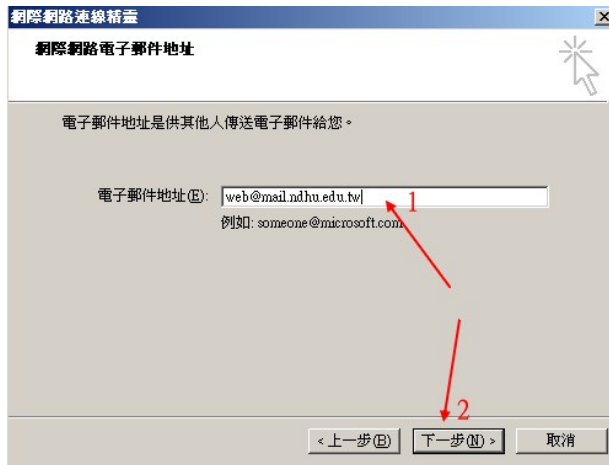 網際網路連線精靈
網際網路電子郵件地址
電子郵件地址是供其他人傳送電子郵件給您。
電子郵件地址(E): web@mail.ndhu.edu.tw 1
例如: someone@microsoft.com
2
<上一步(B) 下一步(N) > 取消